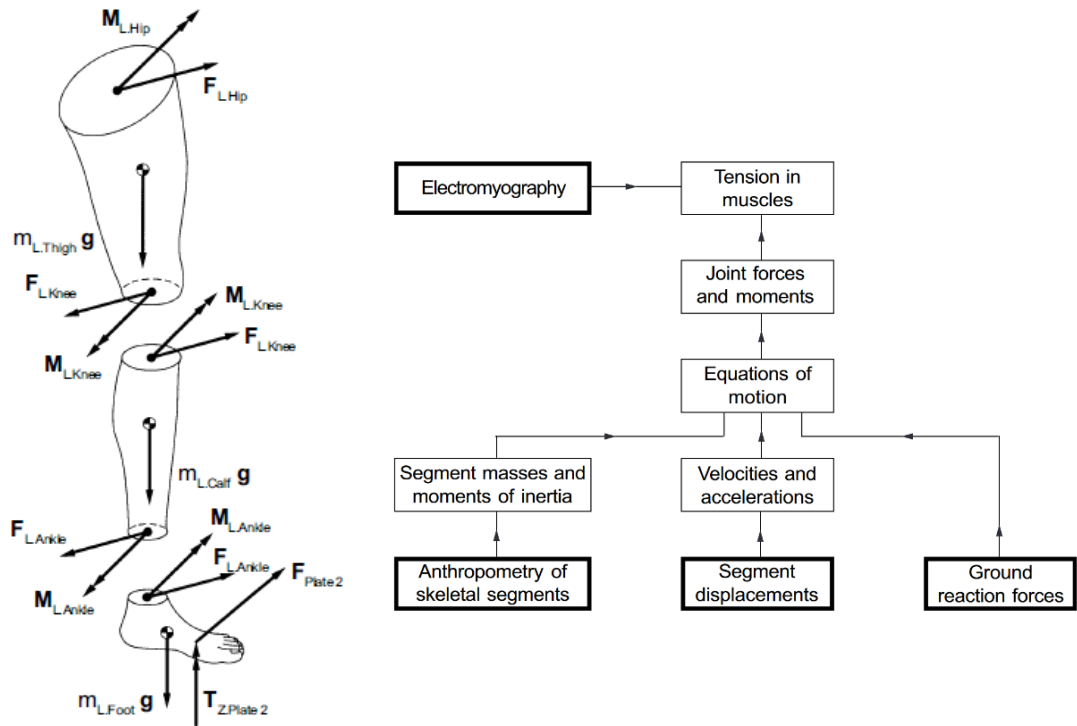 M L.Hip
F L.Hip
m L.Thigh g
F L.Knee
M L.Knee
M L.Knee
F L.Knee
m L.Calf g
F L.Ankle
M L.Ankle
M L.Ankle
F L.Ankle
F Plate 2
m L.Foot g
T Z.Plate 2
Electromyography
Tension in
muscles
Joint forces
and moments
Equations of
motion
Segment masses and
moments of inertia
Velocities and
accelerations
Anthropometry of
skeletal segments
Segment
displacements
Ground
reaction forces